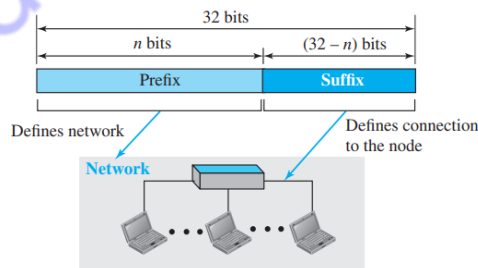 32 bits
n bits
(32 – n) bits
Prefix
Suffix
Defines network
Defines connection
to the node
Network